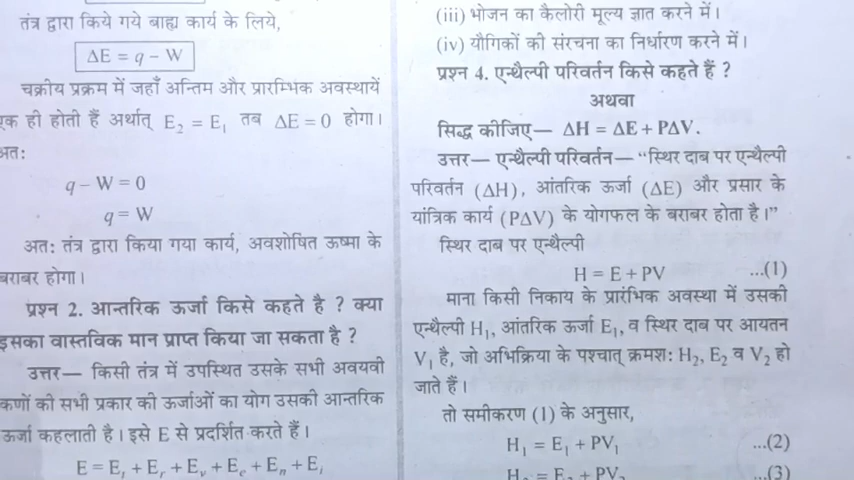 तंत्र द्वारा किये गये बाह्य कार्य के लिये,
ΔE = q – W
चक्रीय प्रक्रम में जहाँ अन्तिम और प्रारम्भिक अवस्थायें
एक ही होती हैं अर्थात् E₂ = E₁ तब ΔE = 0 होगा।
अतः
q – W = 0
q = W
अतः तंत्र द्वारा किया गया कार्य, अवशोषित ऊष्मा के
बराबर होगा।
प्रश्न 2. आन्तरिक ऊर्जा किसे कहते है ? क्या
इसका वास्तविक मान प्राप्त किया जा सकता है ?
उत्तर— किसी तंत्र में उपस्थित उसके सभी अवयवी
कणों की सभी प्रकार की ऊर्जाओं का योग उसकी आन्तरिक
ऊर्जा कहलाती है। इसे E से प्रदर्शित करते हैं।
E = Eₜ + Eᵣ + Eᵥ + Eₑ + Eₙ + Eᵢ
(iii) भोजन का कैलोरी मूल्य ज्ञात करने में।
(iv) यौगिकों की संरचना का निर्धारण करने में।
प्रश्न 4. एन्थैल्पी परिवर्तन किसे कहते हैं ?
अथवा
सिद्ध कीजिए— ΔH = ΔE + PΔV.
उत्तर— एन्थैल्पी परिवर्तन— “स्थिर दाब पर एन्थैल्पी
परिवर्तन (ΔH), आंतरिक ऊर्जा (ΔE) और प्रसार के
यांत्रिक कार्य (PΔV) के योगफल के बराबर होता है।”
स्थिर दाब पर एन्थैल्पी
H = E + PV ...(1)
माना किसी निकाय के प्रारंभिक अवस्था में उसकी
एन्थैल्पी H₁, आंतरिक ऊर्जा E₁, व स्थिर दाब पर आयतन
V₁ है, जो अभिक्रिया के पश्चात् क्रमशः H₂, E₂ व V₂ हो
जाते हैं।
तो समीकरण (1) के अनुसार,
H₁ = E₁ + PV₁ ...(2)
H₂ = E₂ + PV₂ ...(3)